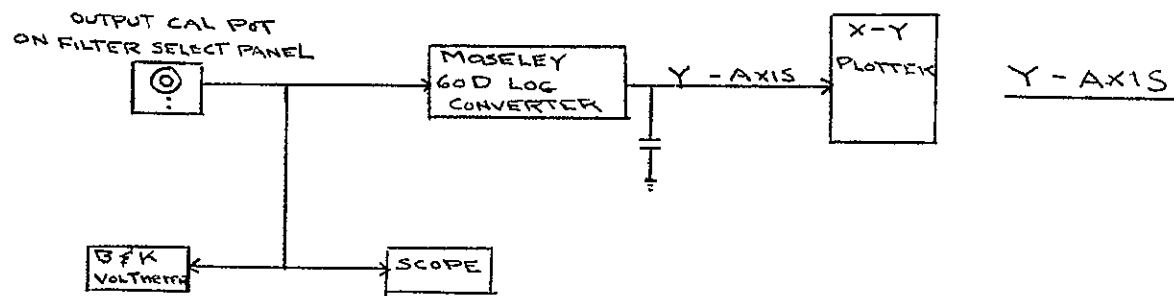 OUTPUT CAL POT
ON FILTER SELECT PANEL
MOSELEY
60D LOG
CONVERTER
Y - AXIS
X-Y
PLOTTER
Y - AXIS
B & K
VOLTMETER
SCOPE